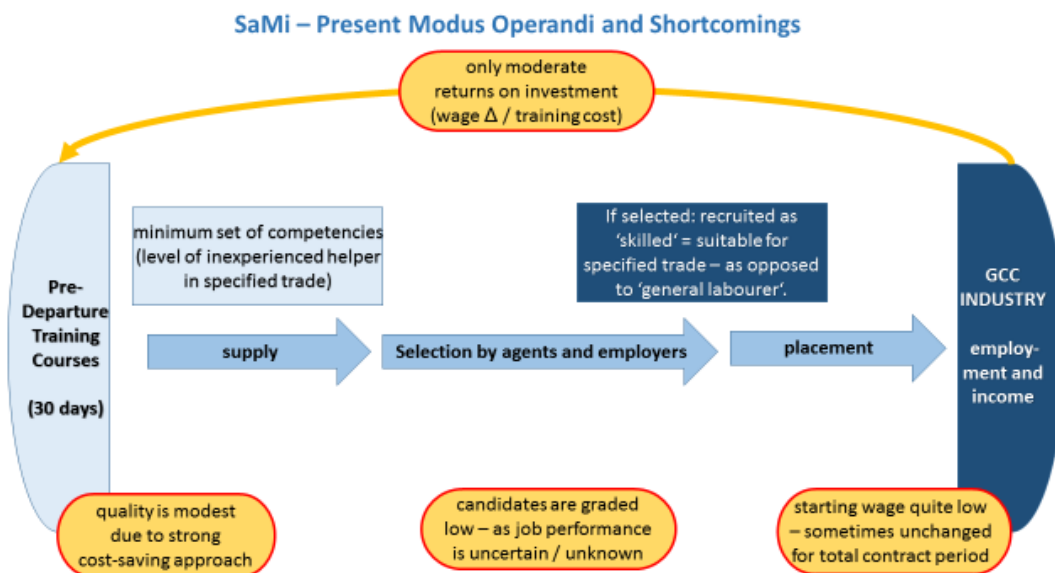 SaMi – Present Modus Operandi and Shortcomings
only moderate
returns on investment
(wage Δ / training cost)
minimum set of competencies
(level of inexperienced helper
in specified trade)
If selected: recruited as
‘skilled‘ = suitable for
specified trade – as opposed
to ‘general labourer‘.
Pre-
Departure
Training
Courses
(30 days)
supply
Selection by agents and employers
placement
GCC
INDUSTRY
employ-
ment and
income
quality is modest
due to strong
cost-saving approach
candidates are graded
low – as job performance
is uncertain / unknown
starting wage quite low
– sometimes unchanged
for total contract period